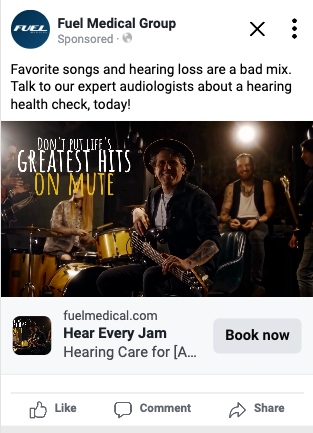 FUEL
Fuel Medical Group
Sponsored ·
Favorite songs and hearing loss are a bad mix.
Talk to our expert audiologists about a hearing
health check, today!
DON'T PUT LIFE'S
GREATEST HITS
ON MUTE
fuelmedical.com
Hear Every Jam
Hearing Care for [A...
Book now
Like
Comment
Share